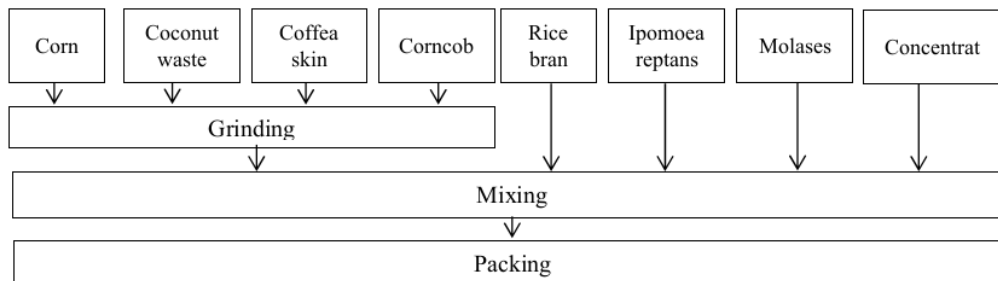 Corn
Coconut
waste
Coffea
skin
Corncob
Rice
bran
Ipomoea
reptans
Molases
Concentrat
Grinding
Mixing
Packing